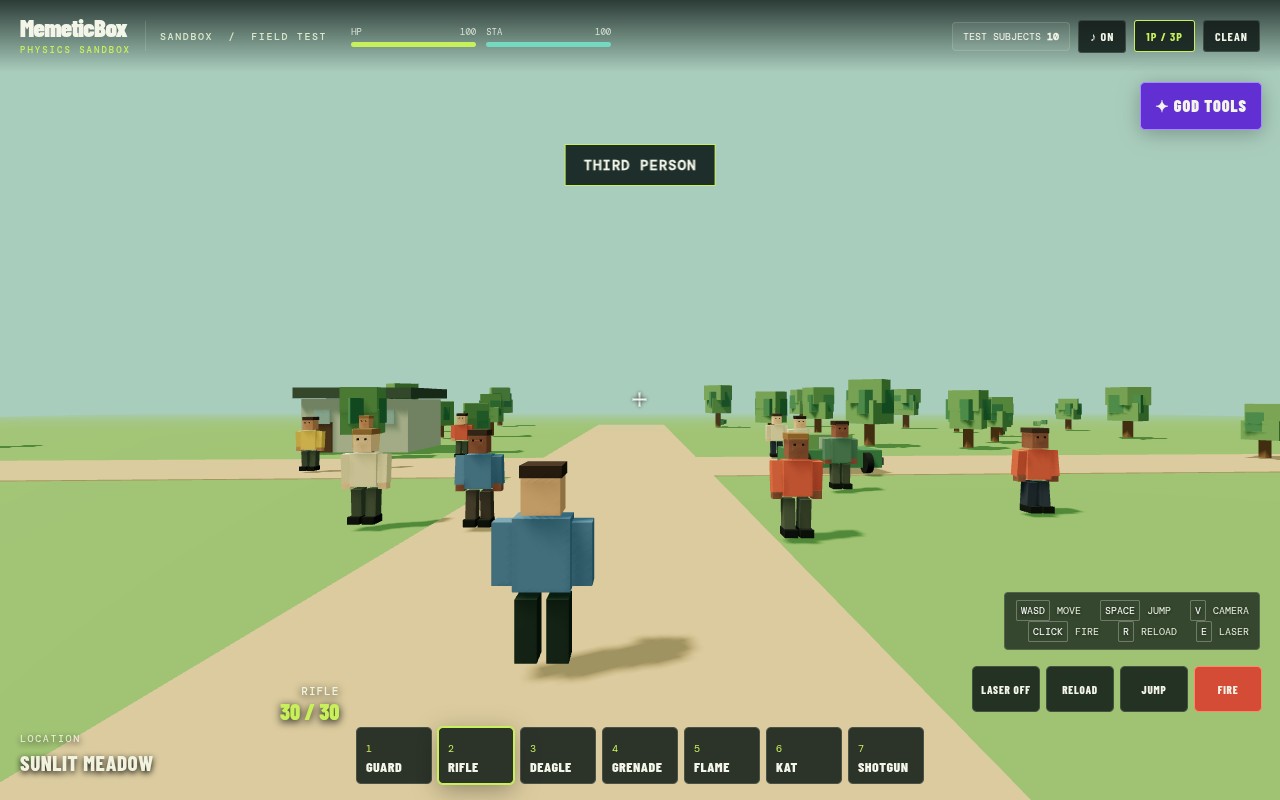 MemeticBox
PHYSICS SANDBOX
SANDBOX / FIELD TEST
HP 100
STA 100
TEST SUBJECTS 10
♪ ON
1P / 3P
CLEAN
✦ GOD TOOLS
THIRD PERSON
WASD MOVE SPACE JUMP V CAMERA
CLICK FIRE R RELOAD E LASER
LASER OFF
RELOAD
JUMP
FIRE
RIFLE
30 / 30
LOCATION
SUNLIT MEADOW
1 GUARD
2 RIFLE
3 DEAGLE
4 GRENADE
5 FLAME
6 KAT
7 SHOTGUN